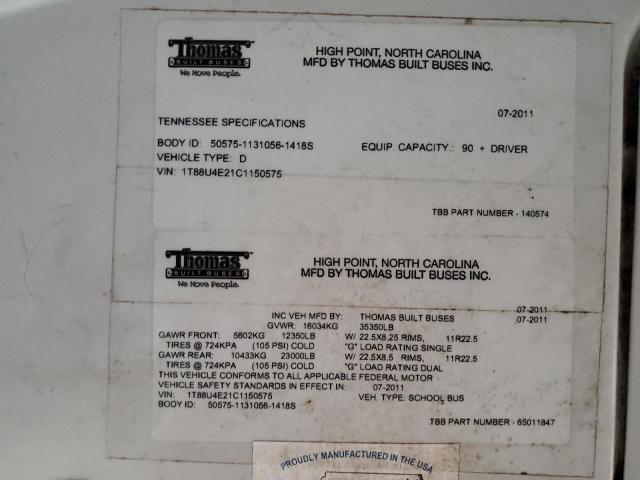 Thomas
BUILT BUSES
We Move People.
HIGH POINT, NORTH CAROLINA
MFD BY THOMAS BUILT BUSES INC.
07-2011
TENNESSEE SPECIFICATIONS
BODY ID: 50575-1131056-1418S EQUIP. CAPACITY.: 90 + DRIVER
VEHICLE TYPE: D
VIN: 1T88U4E21C1150575
TBB PART NUMBER - 140574
Thomas
BUILT BUSES
We Move People.
HIGH POINT, NORTH CAROLINA
MFD BY THOMAS BUILT BUSES INC.
07-2011
INC VEH MFD BY: THOMAS BUILT BUSES 07-2011
GVWR: 16034KG 35350LB
GAWR FRONT: 5602KG 12350LB W/ 22.5X8.25 RIMS, 11R22.5
TIRES @ 724KPA (105 PSI) COLD "G" LOAD RATING SINGLE
GAWR REAR: 10433KG 23000LB W/ 22.5X8.5 RIMS, 11R22.5
TIRES @ 724KPA (105 PSI) COLD "G" LOAD RATING DUAL
THIS VEHICLE CONFORMS TO ALL APPLICABLE FEDERAL MOTOR
VEHICLE SAFETY STANDARDS IN EFFECT IN: 07-2011
VIN: 1T88U4E21C1150575 VEH. TYPE: SCHOOL BUS
BODY ID: 50575-1131056-1418S
TBB PART NUMBER - 65011847
PROUDLY MANUFACTURED IN THE USA